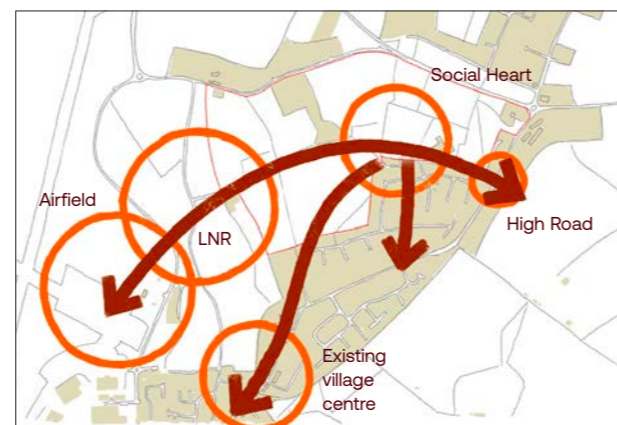 Social Heart
Airfield
LNR
High Road
Existing
village
centre